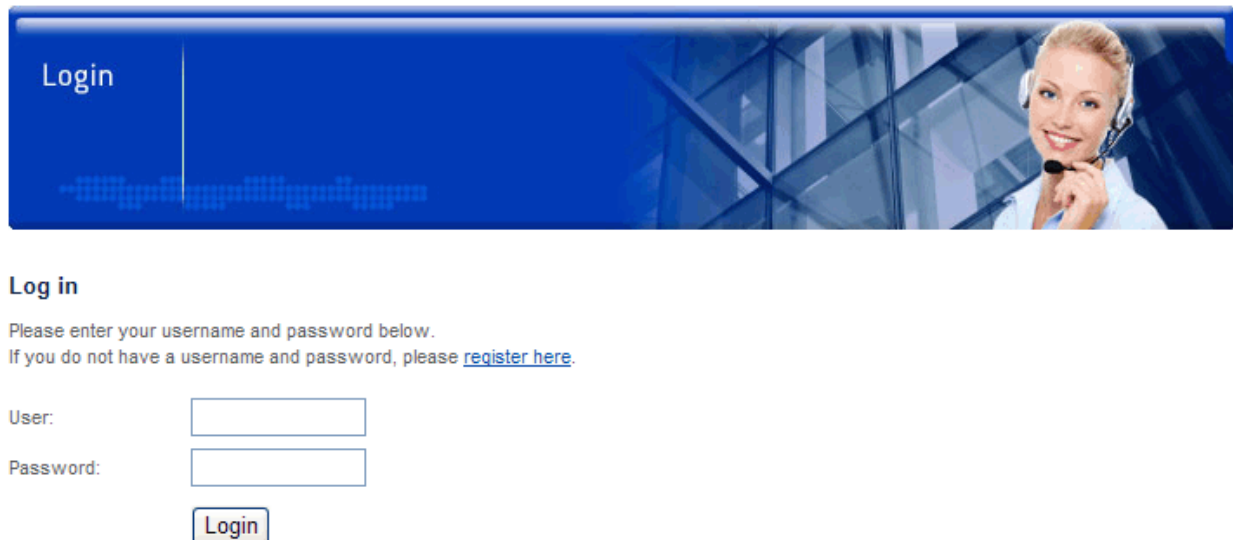 Login
Log in
Please enter your username and password below.
If you do not have a username and password, please register here.
User:
Password:
Login